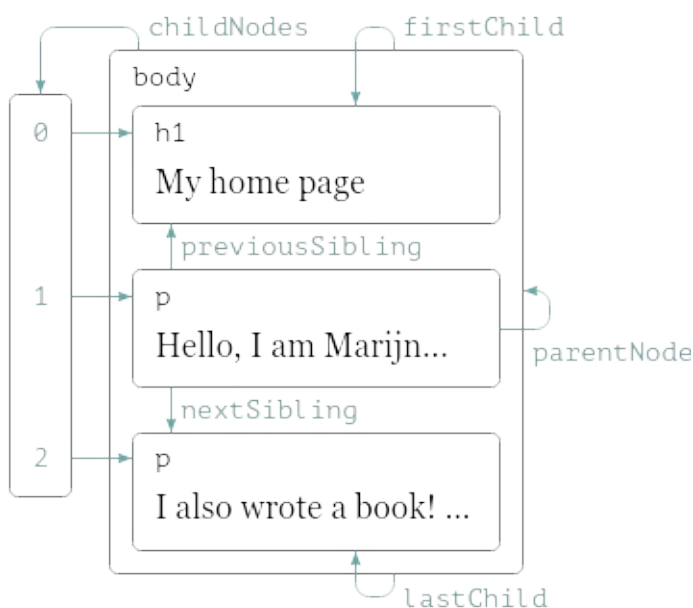 childNodes firstChild
body
0 h1
My home page
previousSibling
1 p
Hello, I am Marijn...
parentNode
nextSibling
2 p
I also wrote a book! ...
lastChild